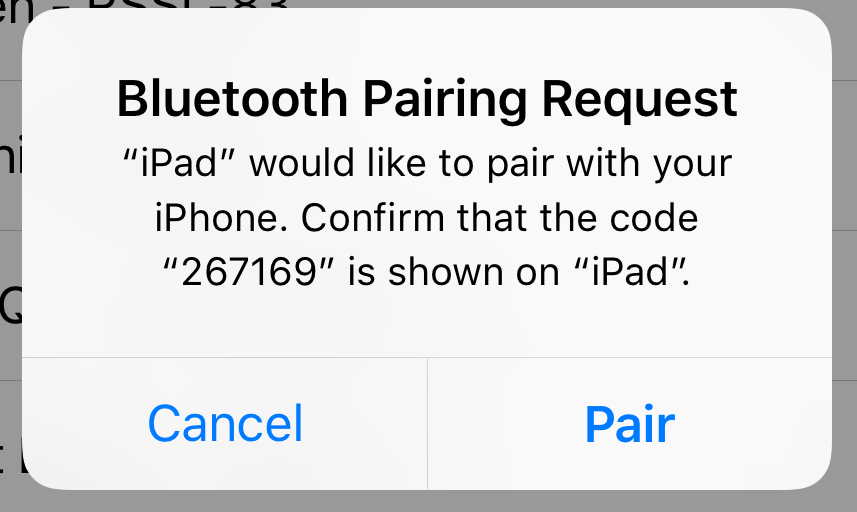 Bluetooth Pairing Request
“iPad” would like to pair with your
iPhone. Confirm that the code
“267169” is shown on “iPad”.
Cancel
Pair